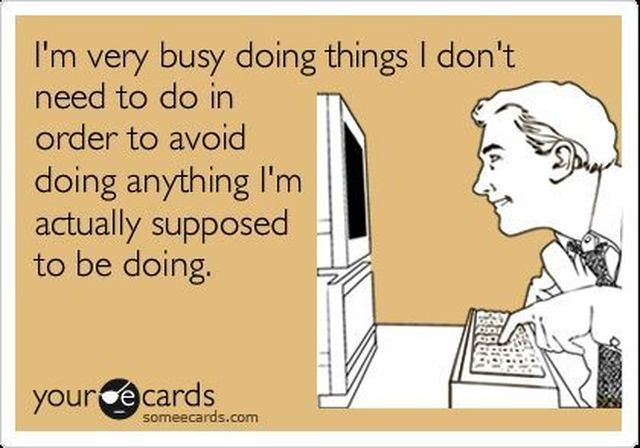 I'm very busy doing things I don't
need to do in
order to avoid
doing anything I'm
actually supposed
to be doing.
your e cards
someecards.com